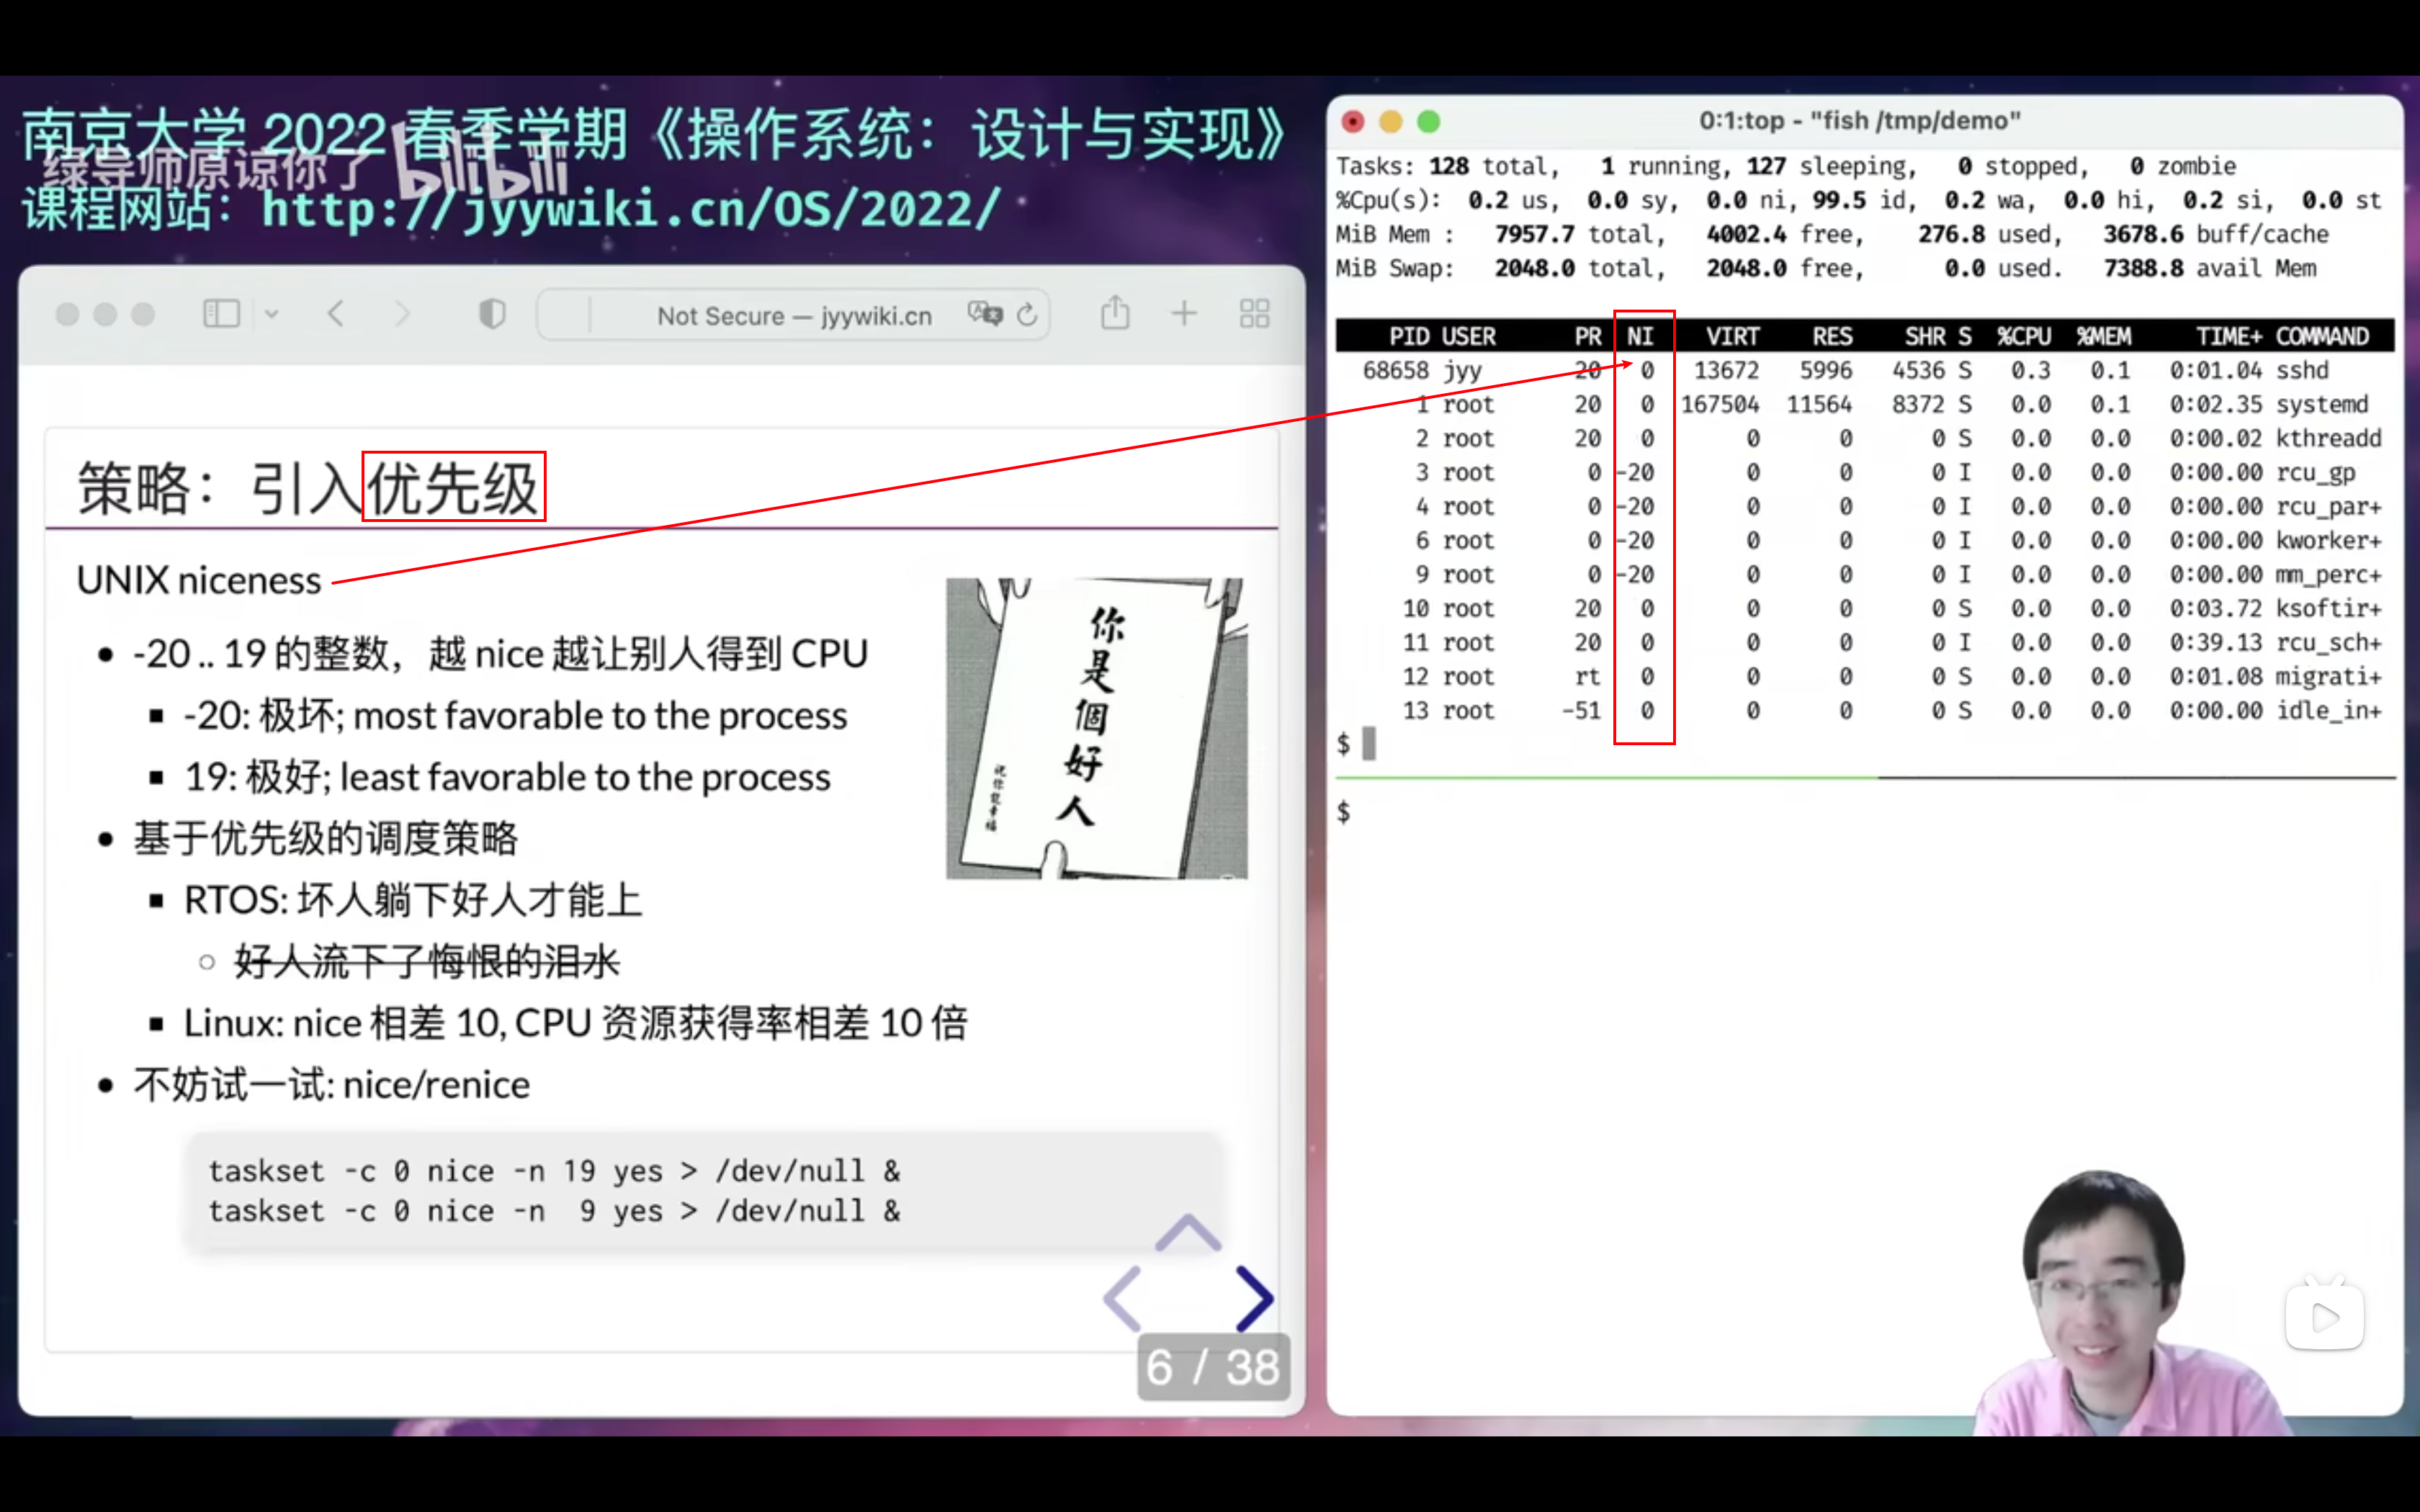 南京大学 2022 春季学期《操作系统：设计与实现》
绿导师原谅你了 bilibili
课程网站：http://jyywiki.cn/OS/2022/
Not Secure — jyywiki.cn
策略：引入优先级
UNIX niceness
• -20 .. 19 的整数，越 nice 越让别人得到 CPU
▪ -20: 极坏; most favorable to the process
▪ 19: 极好; least favorable to the process
• 基于优先级的调度策略
▪ RTOS: 坏人躺下好人才能上
○ 好人流下了悔恨的泪水
▪ Linux: nice 相差 10, CPU 资源获得率相差 10 倍
• 不妨试一试: nice/renice
taskset -c 0 nice -n 19 yes > /dev/null &
taskset -c 0 nice -n  9 yes > /dev/null &
你是個好人
祝你能幸福
6 / 38
0:1:top - "fish /tmp/demo"
Tasks: 128 total,   1 running, 127 sleeping,   0 stopped,   0 zombie
%Cpu(s):  0.2 us,  0.0 sy,  0.0 ni, 99.5 id,  0.2 wa,  0.0 hi,  0.2 si,  0.0 st
MiB Mem :   7957.7 total,   4002.4 free,    276.8 used,   3678.6 buff/cache
MiB Swap:   2048.0 total,   2048.0 free,      0.0 used.   7388.8 avail Mem
PID USER PR NI VIRT RES SHR S %CPU %MEM TIME+ COMMAND
68658 jyy 20 0 13672 5996 4536 S 0.3 0.1 0:01.04 sshd
1 root 20 0 167504 11564 8372 S 0.0 0.1 0:02.35 systemd
2 root 20 0 0 0 0 S 0.0 0.0 0:00.02 kthreadd
3 root 0 -20 0 0 0 I 0.0 0.0 0:00.00 rcu_gp
4 root 0 -20 0 0 0 I 0.0 0.0 0:00.00 rcu_par+
6 root 0 -20 0 0 0 I 0.0 0.0 0:00.00 kworker+
9 root 0 -20 0 0 0 I 0.0 0.0 0:00.00 mm_perc+
10 root 20 0 0 0 0 S 0.0 0.0 0:03.72 ksoftir+
11 root 20 0 0 0 0 I 0.0 0.0 0:39.13 rcu_sch+
12 root rt 0 0 0 0 S 0.0 0.0 0:01.08 migrati+
13 root -51 0 0 0 0 S 0.0 0.0 0:00.00 idle_in+
$
$